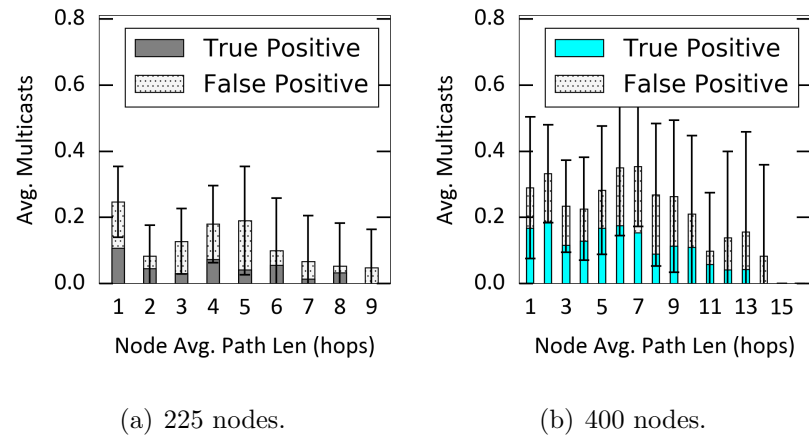 0.8
0.6
0.4
0.2
0.0
Avg. Multicasts
True Positive
False Positive
1 2 3 4 5 6 7 8 9
Node Avg. Path Len (hops)
(a) 225 nodes.
0.8
0.6
0.4
0.2
0.0
Avg. Multicasts
True Positive
False Positive
1 3 5 7 9 11 13 15
Node Avg. Path Len (hops)
(b) 400 nodes.